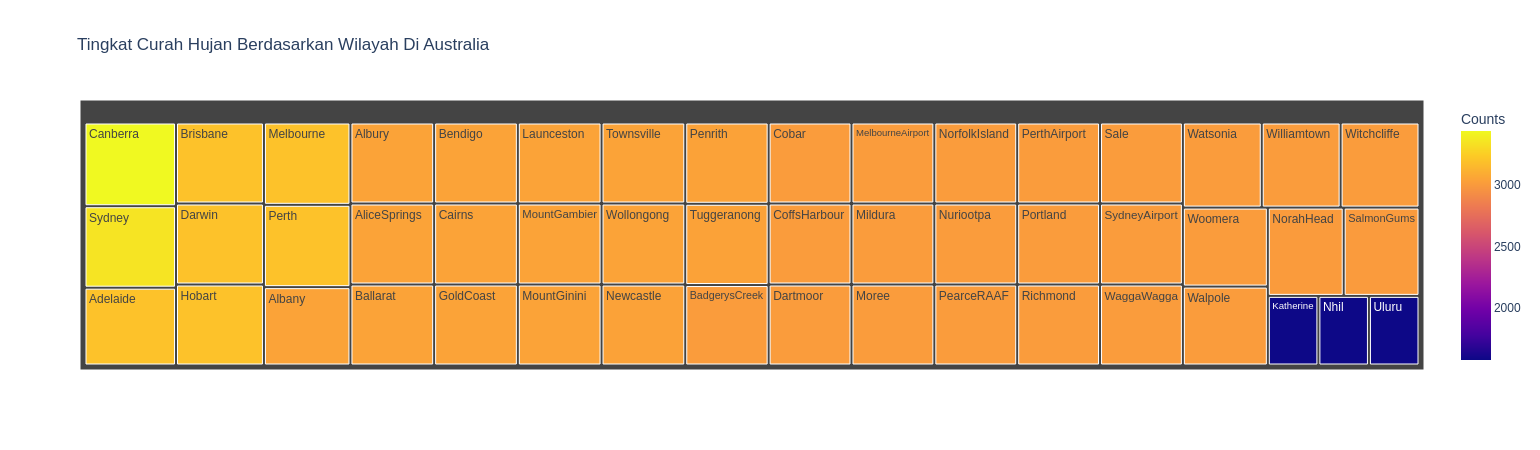 Tingkat Curah Hujan Berdasarkan Wilayah Di Australia
Counts
Canberra
Brisbane
Melbourne
Albury
Bendigo
Launceston
Townsville
Penrith
Cobar
MelbourneAirport
NorfolkIsland
PerthAirport
Sale
Watsonia
Williamtown
Witchcliffe
3000
Sydney
Darwin
Perth
AliceSprings
Cairns
MountGambier
Wollongong
Tuggeranong
CoffsHarbour
Mildura
Nuriootpa
Portland
SydneyAirport
Woomera
NorahHead
SalmonGums
2500
Adelaide
Hobart
Albany
Ballarat
GoldCoast
MountGinini
Newcastle
BadgerysCreek
Dartmoor
Moree
PearceRAAF
Richmond
WaggaWagga
Walpole
Katherine
Nhil
Uluru
2000